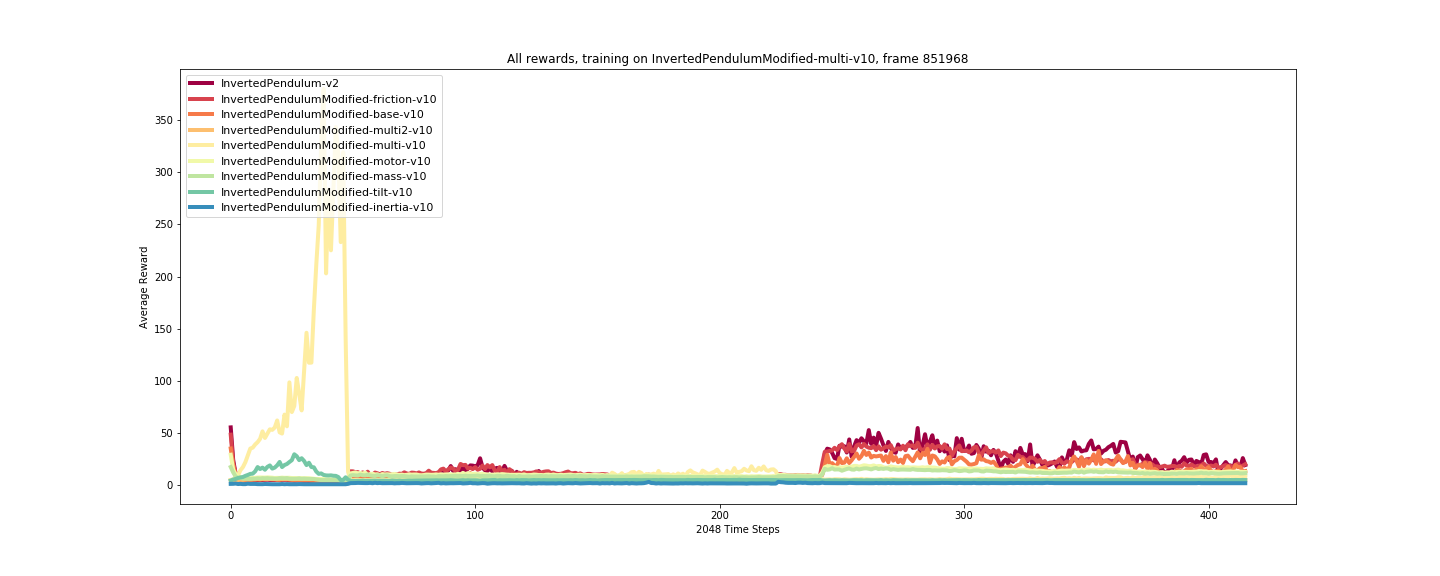 All rewards, training on InvertedPendulumModified-multi-v10, frame 851968
InvertedPendulum-v2
InvertedPendulumModified-friction-v10
InvertedPendulumModified-base-v10
InvertedPendulumModified-multi2-v10
InvertedPendulumModified-multi-v10
InvertedPendulumModified-motor-v10
InvertedPendulumModified-mass-v10
InvertedPendulumModified-tilt-v10
InvertedPendulumModified-inertia-v10
Average Reward
350
300
250
200
150
100
50
0
0 100 200 300 400
2048 Time Steps